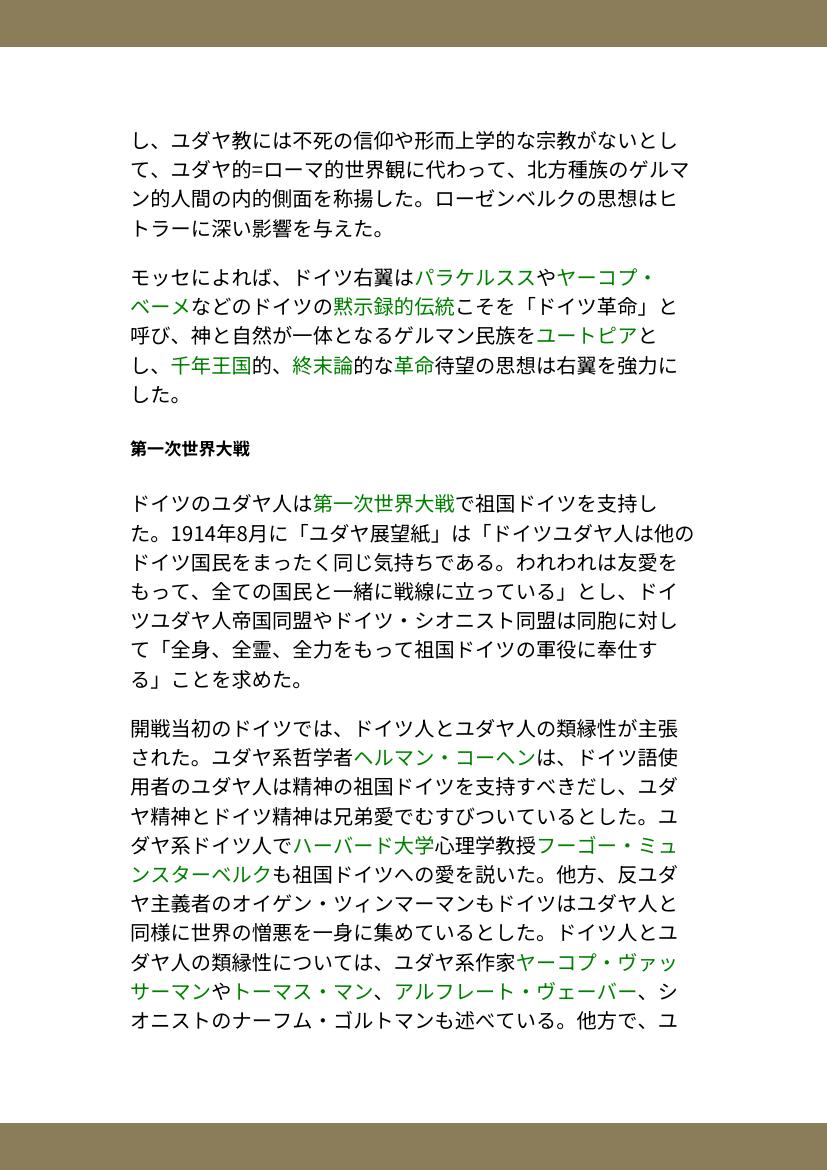 し、ユダヤ教には不死の信仰や形而上学的な宗教がないとし
て、ユダヤ的=ローマ的世界観に代わって、北方種族のゲルマ
ン的人間の内的側面を称揚した。ローゼンベルクの思想はヒ
トラーに深い影響を与えた。
モッセによれば、ドイツ右翼はパラケルススやヤーコプ・
ベーメなどのドイツの黙示録的伝統こそを「ドイツ革命」と
呼び、神と自然が一体となるゲルマン民族をユートピアと
し、千年王国的、終末論的な革命待望の思想は右翼を強力に
した。
第一次世界大戦
ドイツのユダヤ人は第一次世界大戦で祖国ドイツを支持し
た。1914年8月に「ユダヤ展望紙」は「ドイツユダヤ人は他の
ドイツ国民をまったく同じ気持ちである。われわれは友愛を
もって、全ての国民と一緒に戦線に立っている」とし、ドイ
ツユダヤ人帝国同盟やドイツ・シオニスト同盟は同胞に対し
て「全身、全霊、全力をもって祖国ドイツの軍役に奉仕す
る」ことを求めた。
開戦当初のドイツでは、ドイツ人とユダヤ人の類縁性が主張
された。ユダヤ系哲学者ヘルマン・コーヘンは、ドイツ語使
用者のユダヤ人は精神の祖国ドイツを支持すべきだし、ユダ
ヤ精神とドイツ精神は兄弟愛でむすびついているとした。ユ
ダヤ系ドイツ人でハーバード大学心理学教授フーゴー・ミュ
ンスターベルクも祖国ドイツへの愛を説いた。他方、反ユダ
ヤ主義者のオイゲン・ツィンマーマンもドイツはユダヤ人と
同様に世界の憎悪を一身に集めているとした。ドイツ人とユ
ダヤ人の類縁性については、ユダヤ系作家ヤーコプ・ヴァッ
サーマンやトーマス・マン、アルフレート・ヴェーバー、シ
オニストのナーフム・ゴルトマンも述べている。他方で、ユ